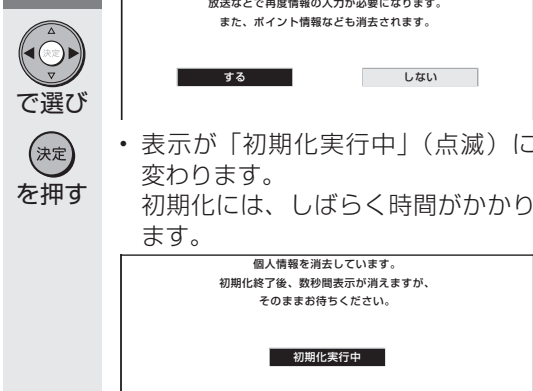 放送などで再度情報の入力が必要になります。
また、ポイント情報なども消去されます。
する
しない
決定
で選び
決定
を押す
• 表示が「初期化実行中」（点滅）に
変わります。
初期化には、しばらく時間がかかり
ます。
個人情報を消去しています。
初期化終了後、数秒間表示が消えますが、
そのままお待ちください。
初期化実行中